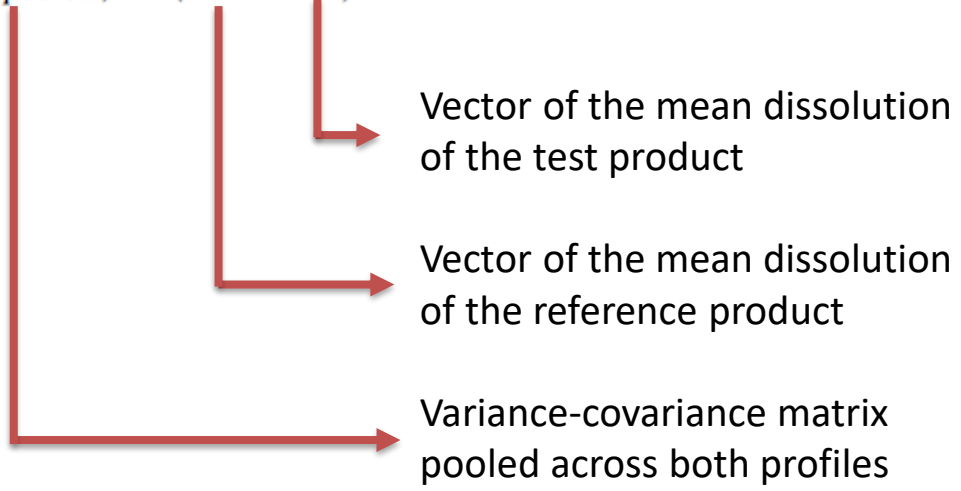 Vector of the mean dissolution
of the test product
Vector of the mean dissolution
of the reference product
Variance-covariance matrix
pooled across both profiles